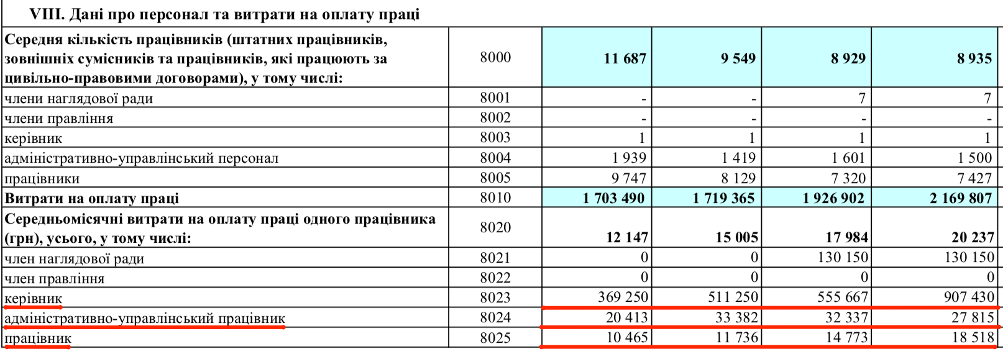 VIII. Дані про персонал та витрати на оплату праці
Середня кількість працівників (штатних працівників,
зовнішніх сумісників та працівників, які працюють за
цивільно-правовими договорами), у тому числі: 8000 11 687 9 549 8 929 8 935
члени наглядової ради 8001 - - 7 7
члени правління 8002 - - - -
керівник 8003 1 1 1 1
адміністративно-управлінський персонал 8004 1 939 1 419 1 601 1 500
працівники 8005 9 747 8 129 7 320 7 427
Витрати на оплату праці 8010 1 703 490 1 719 365 1 926 902 2 169 807
Середньомісячні витрати на оплату праці одного працівника
(грн), усього, у тому числі: 8020 12 147 15 005 17 984 20 237
член наглядової ради 8021 0 0 130 150 130 150
член правління 8022 0 0 0 0
керівник 8023 369 250 511 250 555 667 907 430
адміністративно-управлінський працівник 8024 20 413 33 382 32 337 27 815
працівник 8025 10 465 11 736 14 773 18 518